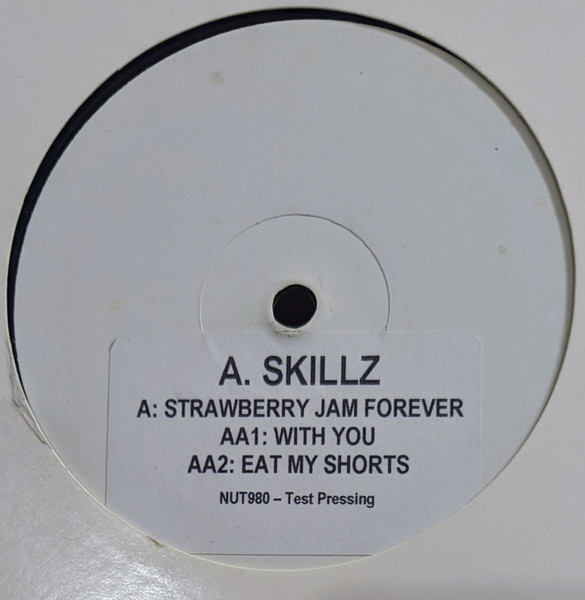 A. SKILLZ
A: STRAWBERRY JAM FOREVER
AA1: WITH YOU
AA2: EAT MY SHORTS
NUT980 – Test Pressing